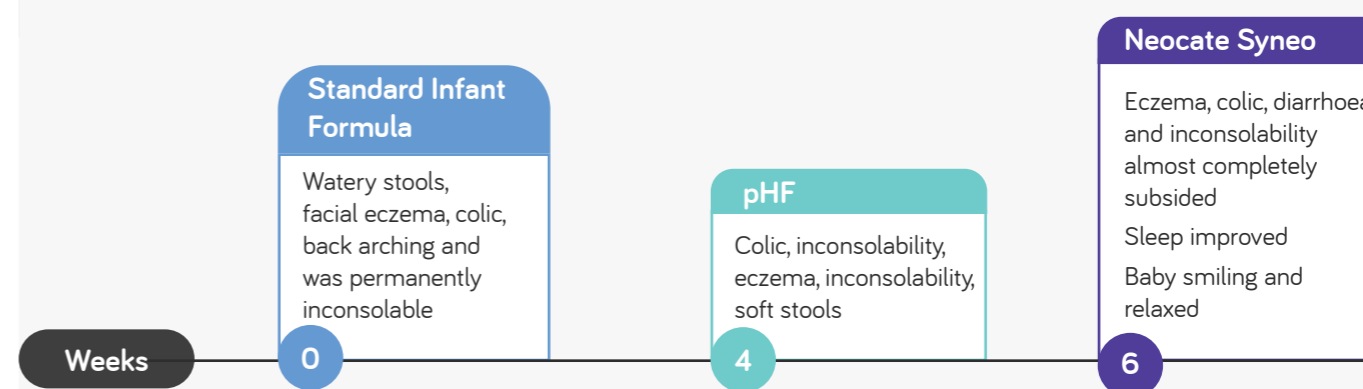 Neocate Syneo
Eczema, colic, diarrhoea
and inconsolability
almost completely
subsided
Sleep improved
Baby smiling and
relaxed
Standard Infant
Formula
Watery stools,
facial eczema, colic,
back arching and
was permanently
inconsolable
pHF
Colic, inconsolability,
eczema, inconsolability,
soft stools
Weeks
0
4
6